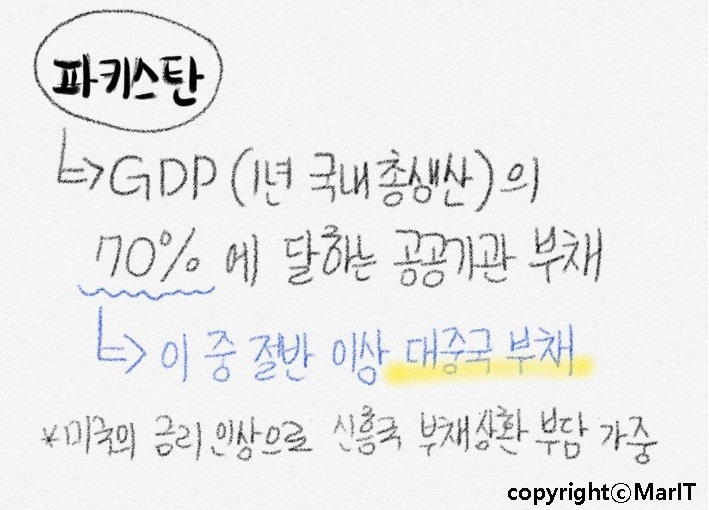 파키스탄
GDP (1년 국내 총생산)의
70%에 달하는 공공기관 부채
이 중 절반 이상 대중국 부채
*미국의 금리 인상으로 신흥국 부채상환 부담 가중
copyrightⓒMarIT